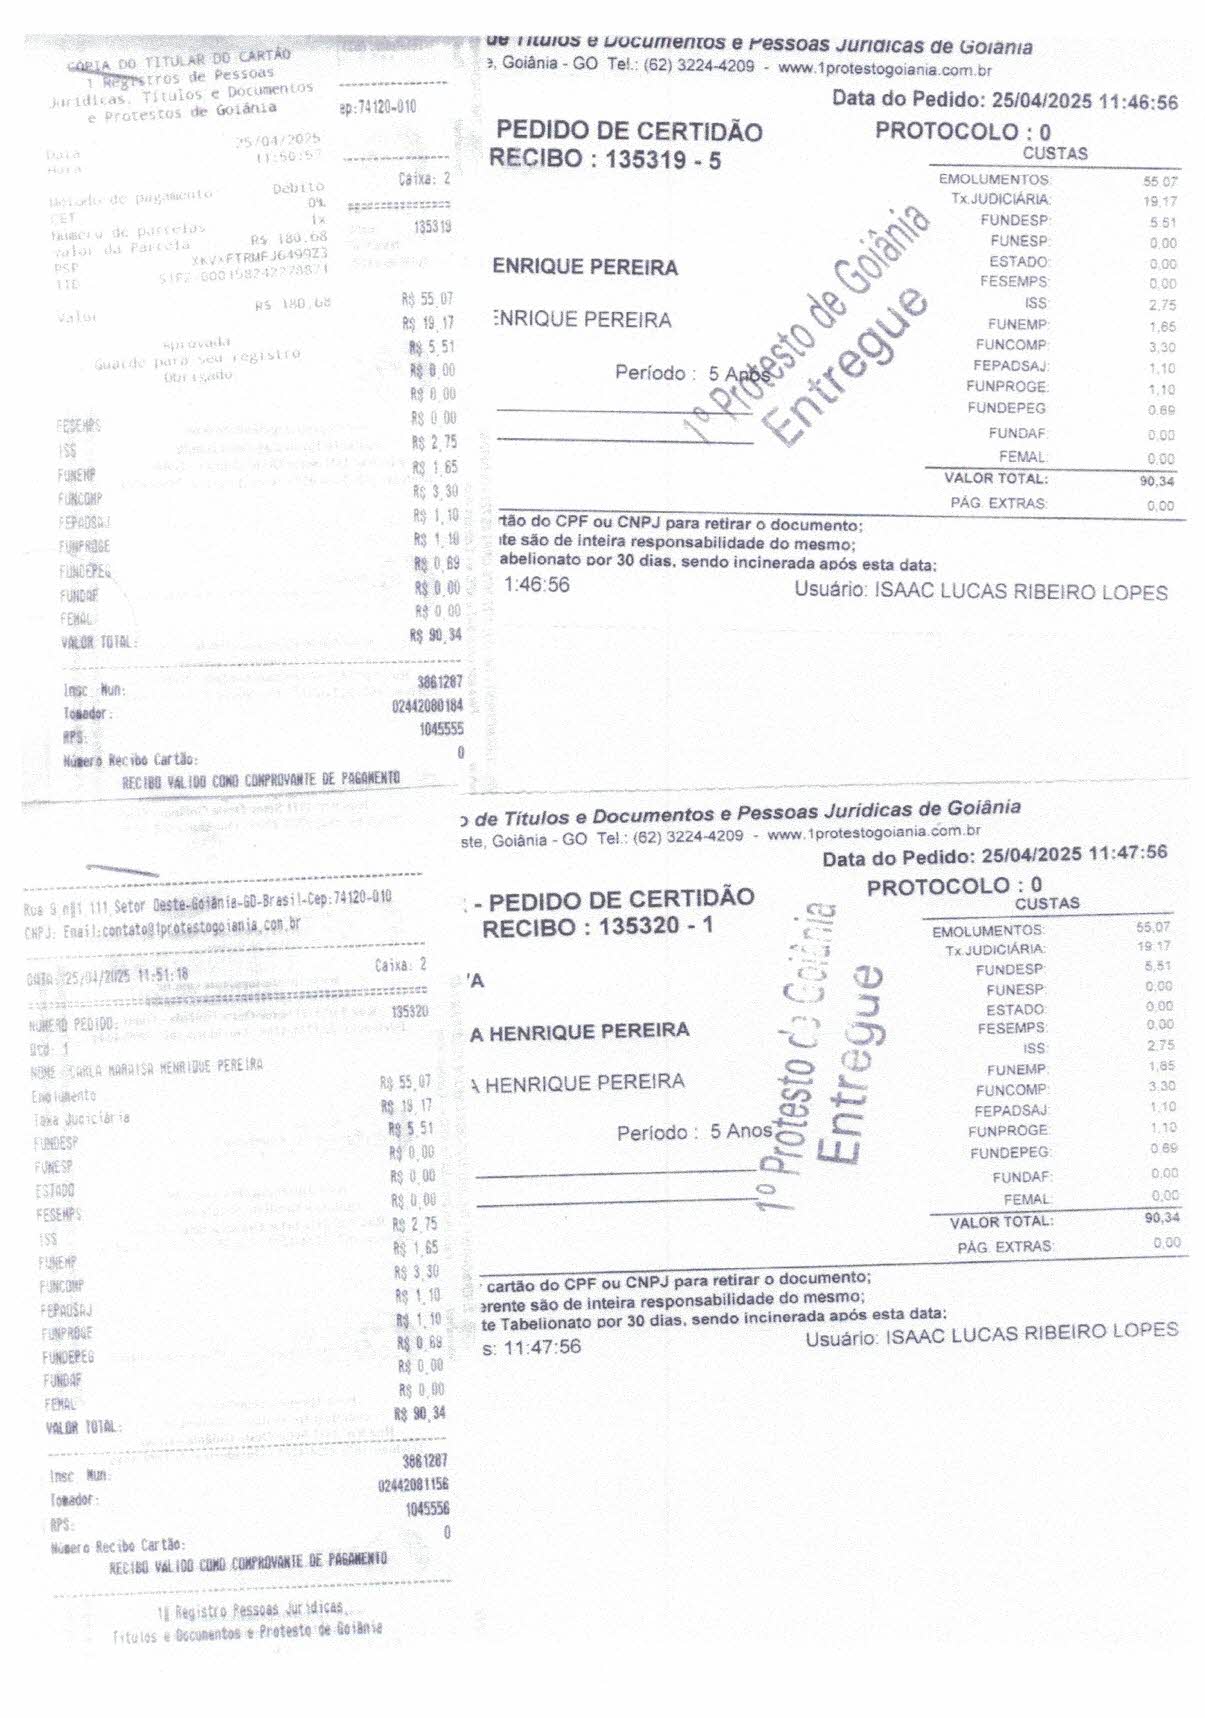 CÓPIA DO TITULAR DO CARTÃO
1 Registros de Pessoas
Jurídicas, Títulos e Documentos
e Protestos de Goiânia
ep:74120-010
Data 25/04/2025
Hora 11:50:57
Caixa: 2
Método de pagamento Débito
CET 0%
Número de parcelas 1x
135319
Valor da Parcela R$ 180,68
PSP
TID
Valor R$ 180,68
Aprovada
Guarde para seu registro
Obrigado
R$ 55,07
R$ 19,17
R$ 5,51
R$ 0,00
R$ 0,00
FESEMPS R$ 0,00
ISS R$ 2,75
FUNEMP R$ 1,65
FUNCOMP R$ 3,30
FEPADSAJ R$ 1,10
FUNPROGE R$ 1,10
FUNDEPEG R$ 0,69
FUNDAF R$ 0,00
FEMAL R$ 0,00
VALOR TOTAL: R$ 90,34
Insc. Mun: 3861287
Tomador: 02442080184
RPS: 1045555
Número Recibo Cartão: 0
RECIBO VALIDO COMO COMPROVANTE DE PAGAMENTO
de Títulos e Documentos e Pessoas Jurídicas de Goiânia
e, Goiânia - GO Tel.: (62) 3224-4209 - www.1protestogoiania.com.br
Data do Pedido: 25/04/2025 11:46:56
PEDIDO DE CERTIDÃO PROTOCOLO : 0
RECIBO : 135319 - 5 CUSTAS
EMOLUMENTOS: 55,07
Tx.JUDICIÁRIA: 19,17
FUNDESP: 5,51
FUNESP: 0,00
ENRIQUE PEREIRA ESTADO: 0,00
FESEMPS: 0,00
ENRIQUE PEREIRA ISS: 2,75
FUNEMP: 1,65
FUNCOMP: 3,30
Período : 5 Anos FEPADSAJ: 1,10
FUNPROGE: 1,10
FUNDEPEG 0,69
FUNDAF: 0,00
FEMAL: 0,00
VALOR TOTAL: 90,34
PÁG. EXTRAS: 0,00
1º Protesto de Goiânia
Entregue
rtão do CPF ou CNPJ para retirar o documento;
nte são de inteira responsabilidade do mesmo;
abelionato por 30 dias, sendo incinerada após esta data;
1:46:56 Usuário: ISAAC LUCAS RIBEIRO LOPES
Rua 9 nº1 111 Setor Oeste-Goiânia-GO-Brasil-Cep:74120-010
CNPJ: Email:contato@1protestogoiania.com.br
DATA: 25/04/2025 11:51:18 Caixa: 2
NÚMERO PEDIDO: 135320
Qtd: 1
NOME CARLA MARAISA HENRIQUE PEREIRA
Emolumento R$ 55,07
Taxa Judiciária R$ 19,17
FUNDESP R$ 5,51
FUNESP R$ 0,00
ESTADO R$ 0,00
FESEMPS R$ 0,00
ISS R$ 2,75
FUNEMP R$ 1,65
FUNCOMP R$ 3,30
FEPADSAJ R$ 1,10
FUNPROGE R$ 1,10
FUNDEPEG R$ 0,69
FUNDAF R$ 0,00
FEMAL R$ 0,00
VALOR TOTAL: R$ 90,34
Insc. Mun: 3861287
Tomador: 02442081156
RPS: 1045556
Número Recibo Cartão: 0
RECIBO VALIDO COMO COMPROVANTE DE PAGAMENTO
1º Registro Pessoas Jurídicas,
Títulos e Documentos e Protesto de Goiânia
o de Títulos e Documentos e Pessoas Jurídicas de Goiânia
ste, Goiânia - GO Tel.: (62) 3224-4209 - www.1protestogoiania.com.br
Data do Pedido: 25/04/2025 11:47:56
- PEDIDO DE CERTIDÃO PROTOCOLO : 0
RECIBO : 135320 - 1 CUSTAS
EMOLUMENTOS: 55,07
Tx.JUDICIÁRIA: 19,17
'A FUNDESP: 5,51
FUNESP: 0,00
ESTADO: 0,00
A HENRIQUE PEREIRA FESEMPS: 0,00
ISS: 2,75
FUNEMP: 1,65
A HENRIQUE PEREIRA FUNCOMP: 3,30
FEPADSAJ: 1,10
Período : 5 Anos FUNPROGE: 1,10
FUNDEPEG: 0,69
FUNDAF: 0,00
FEMAL: 0,00
VALOR TOTAL: 90,34
PÁG. EXTRAS: 0,00
1º Protesto de Goiânia
Entregue
cartão do CPF ou CNPJ para retirar o documento;
erente são de inteira responsabilidade do mesmo;
te Tabelionato por 30 dias, sendo incinerada após esta data;
s: 11:47:56 Usuário: ISAAC LUCAS RIBEIRO LOPES